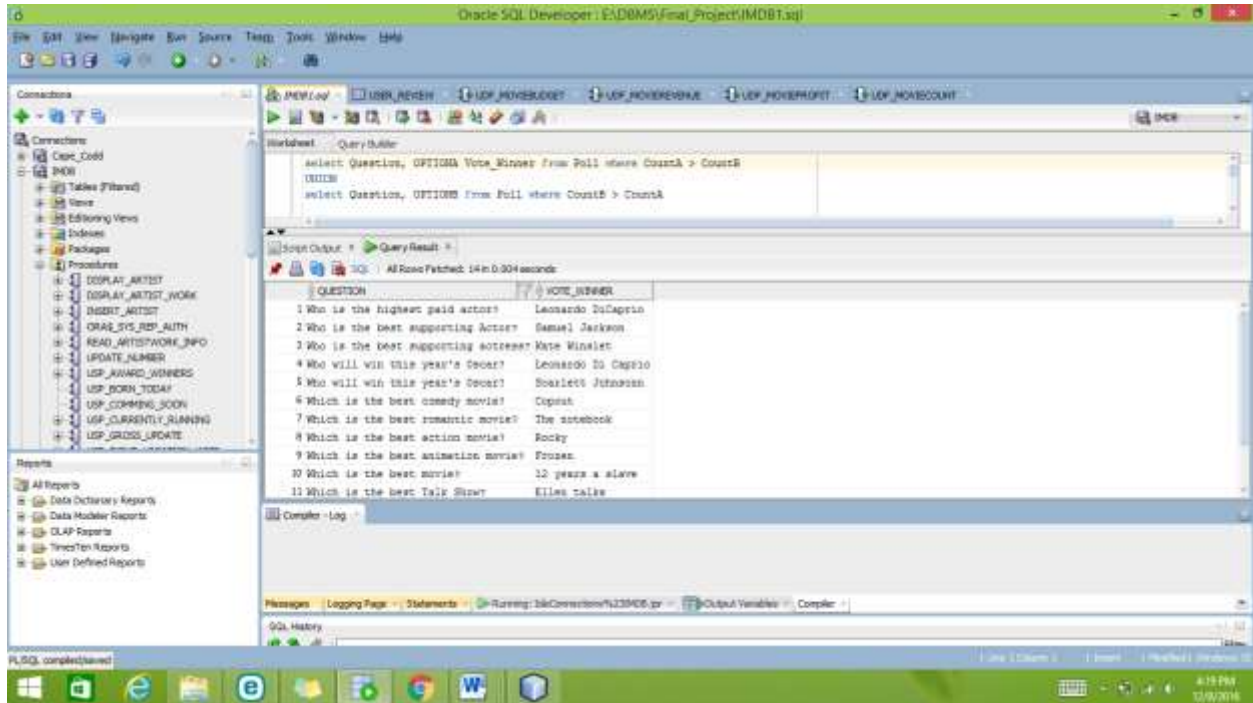 Oracle SQL Developer : E:\DBMS\Final_Project\IMDB1.sql
File Edit View Navigate Run Source Team Tools Window Help
Connections
IMDB1.sql
USER_REVIEW
UDF_MOVIEBUDGET
UDF_MOVIEREVENUE
UDF_MOVIEPROFIT
UDF_MOVIECOUNT
IMDB
Connections
Cape_Codd
IMDB
Tables (Filtered)
Views
Editioning Views
Indexes
Packages
Procedures
DISPLAY_ARTIST
DISPLAY_ARTIST_WORK
INSERT_ARTIST
ORA$_SYS_REP_AUTH
READ_ARTISTWORK_INFO
UPDATE_NUMBER
USP_AWARD_WINNERS
USP_BORN_TODAY
USP_COMMING_SOON
USP_CURRENTLY_RUNNING
USP_GROSS_UPDATE
Worksheet Query Builder
select Question, OPTIONA Vote_Winner from Poll where CountA > CountB
UNION
select Question, OPTIONB from Poll where CountB > CountA
Script Output Query Result
SQL All Rows Fetched: 14 in 0.004 seconds
QUESTION VOTE_WINNER
1 Who is the highest paid actor? Leonardo DiCaprio
2 Who is the best supporting Actor? Samuel Jackson
3 Who is the best supporting actress? Kate Winslet
4 Who will win this year's Oscar? Leonardo Di Caprio
5 Who will win this year's Oscar? Scarlett Johnsson
6 Which is the best comedy movie? Copout
7 Which is the best romantic movie? The notebook
8 Which is the best action movie? Rocky
9 Which is the best animation movie? Frozen
10 Which is the best movie? 12 years a slave
11 Which is the best Talk Show? Ellen talks
Reports
All Reports
Data Dictionary Reports
Data Modeler Reports
OLAP Reports
TimesTen Reports
User Defined Reports
Compiler - Log
Messages Logging Page Statements Output Variables Compiler
SQL History
PL/SQL compiled/saved
4:19 PM
12/8/2016